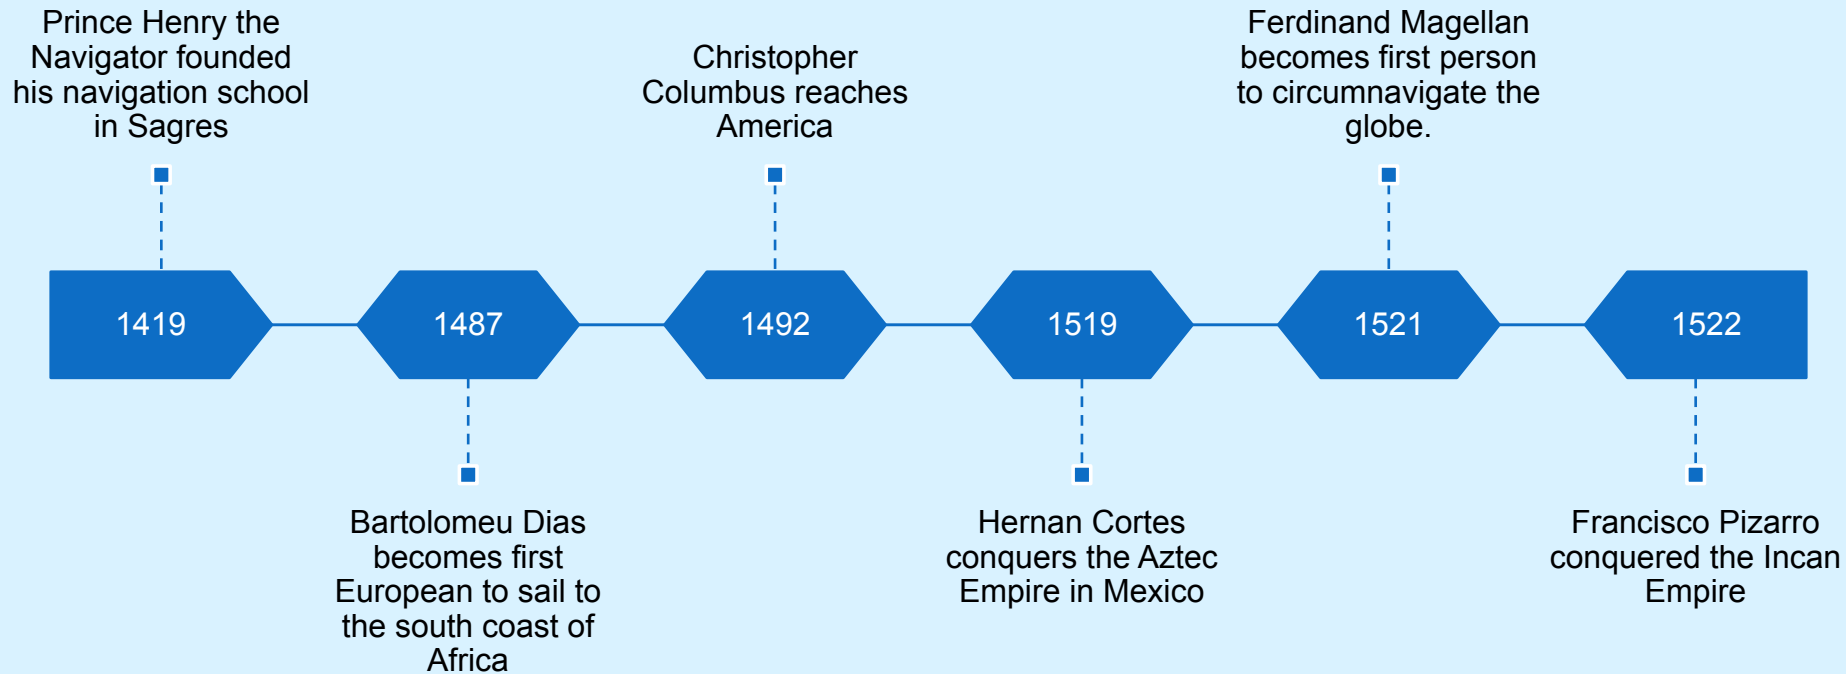 Prince Henry the
Navigator founded
his navigation school
in Sagres
Christopher
Columbus reaches
America
Ferdinand Magellan
becomes first person
to circumnavigate the
globe.
1419
1487
1492
1519
1521
1522
Bartolomeu Dias
becomes first
European to sail to
the south coast of
Africa
Hernan Cortes
conquers the Aztec
Empire in Mexico
Francisco Pizarro
conquered the Incan
Empire